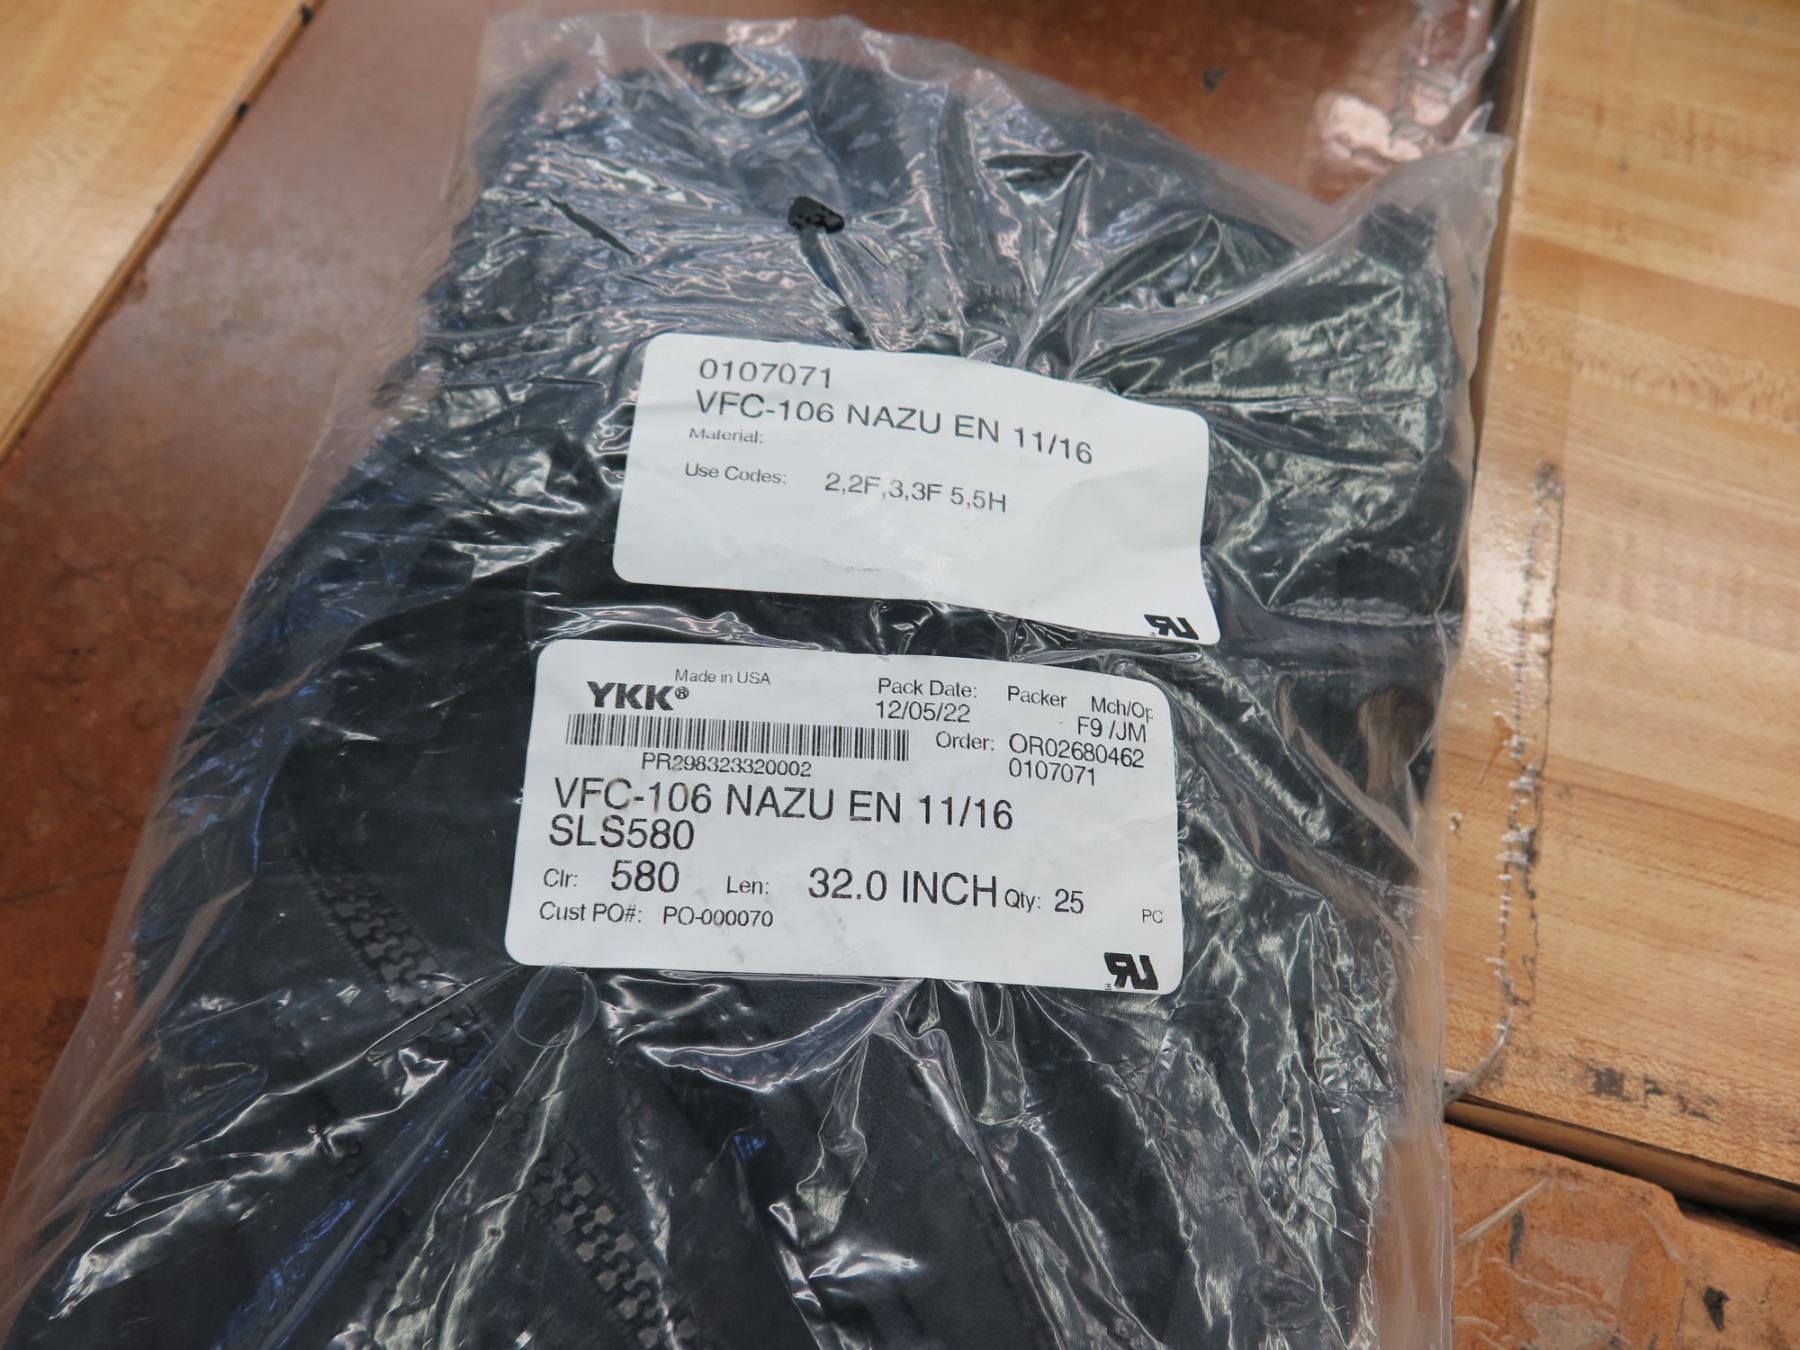 0107071
VFC-106 NAZU EN 11/16
Material:
Use Codes: 2,2F,3,3F 5,5H
Made in USA
YKK®
Pack Date: Packer Mch/Op
12/05/22 F9 /JM
Order: OR02680462
0107071
PR298323320002
VFC-106 NAZU EN 11/16
SLS580
Clr: 580 Len: 32.0 INCH Qty: 25 PC
Cust PO#: PO-000070